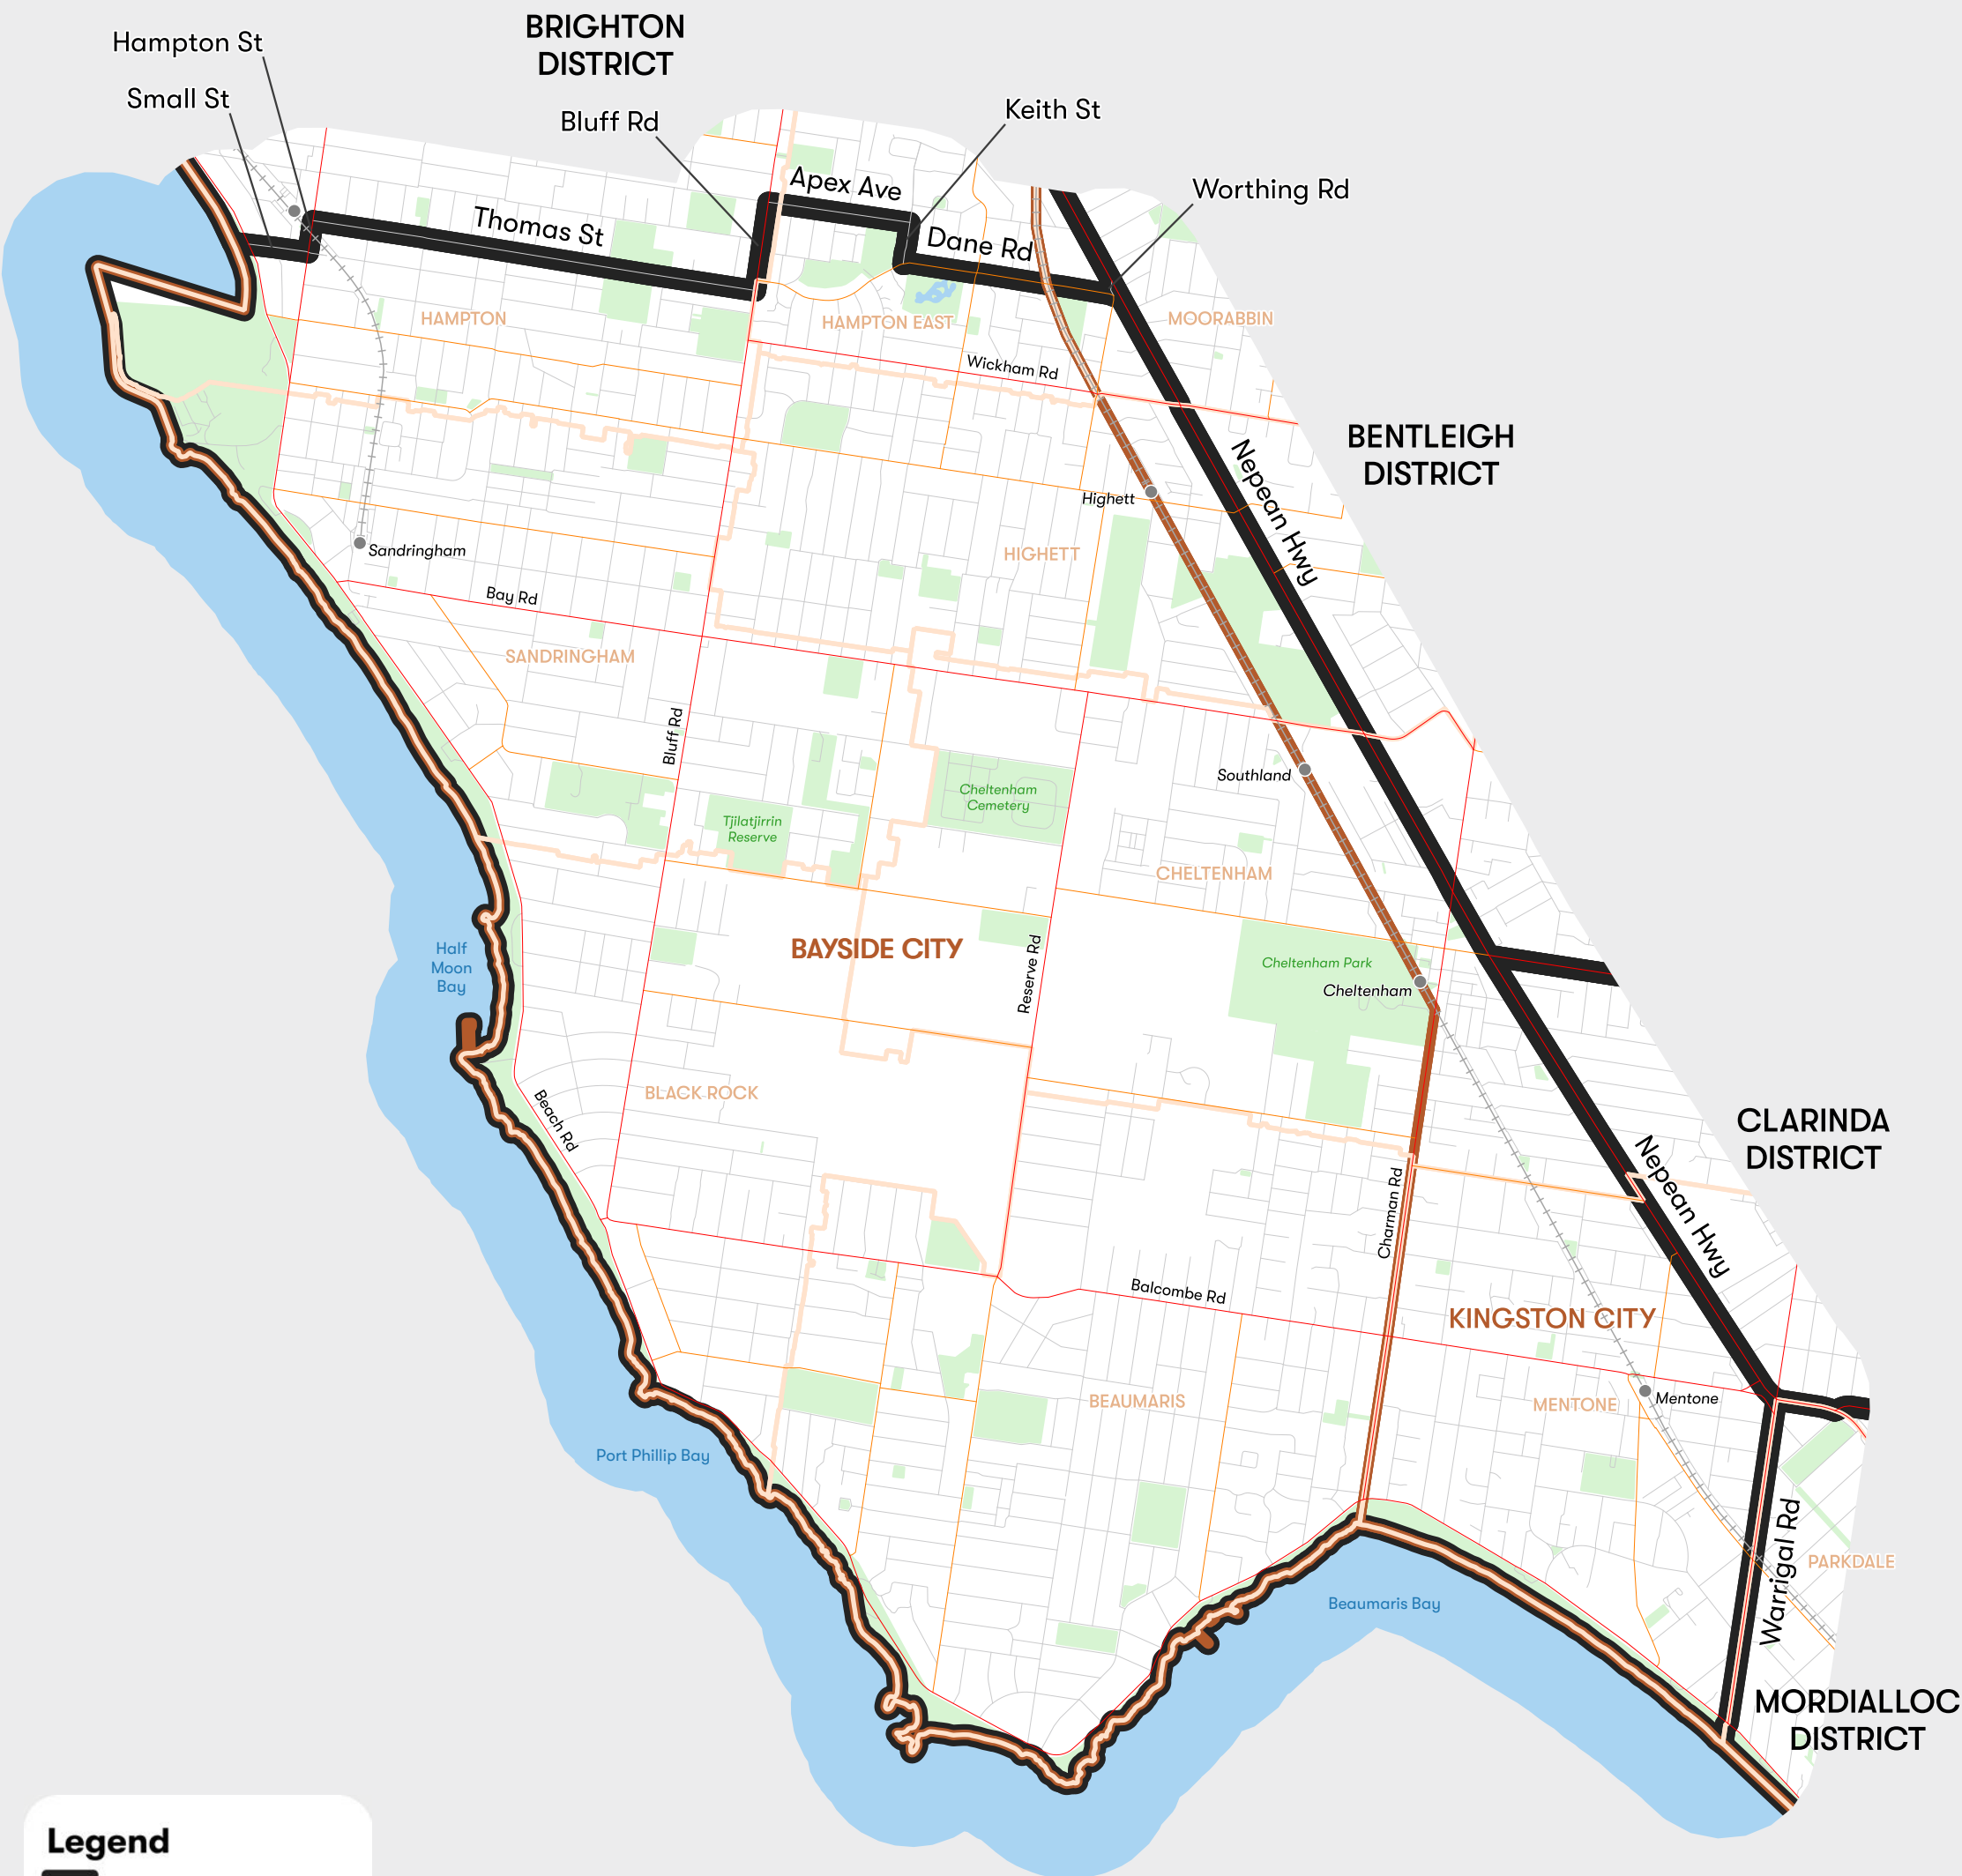 BRIGHTON
DISTRICT
Hampton St
Small St
Bluff Rd
Keith St
Apex Ave
Worthing Rd
Thomas St
Dane Rd
HAMPTON
HAMPTON EAST
MOORABBIN
Wickham Rd
BENTLEIGH
DISTRICT
Nepean Hwy
Highett
Sandringham
HIGHETT
Bay Rd
SANDRINGHAM
Bluff Rd
Southland
Cheltenham
Cemetery
Tjilatjirrin
Reserve
CHELTENHAM
BAYSIDE CITY
Half
Moon
Bay
Reserve Rd
Cheltenham Park
Cheltenham
BLACK ROCK
Beach Rd
CLARINDA
DISTRICT
Nepean Hwy
Charman Rd
Balcombe Rd
KINGSTON CITY
BEAUMARIS
MENTONE
Mentone
Port Phillip Bay
Warrigal Rd
PARKDALE
Beaumaris Bay
MORDIALLOC
DISTRICT
Legend